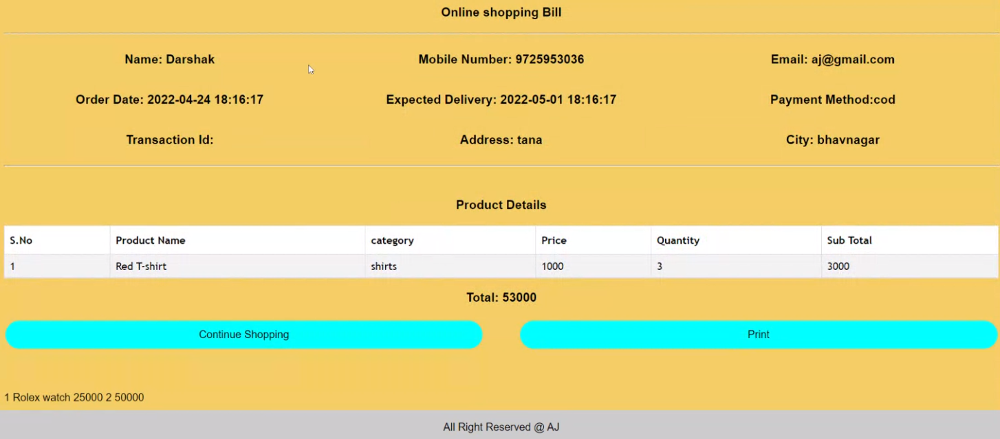 Online shopping Bill
Name: Darshak Mobile Number: 9725953036 Email: aj@gmail.com
Order Date: 2022-04-24 18:16:17 Expected Delivery: 2022-05-01 18:16:17 Payment Method:cod
Transaction Id: Address: tana City: bhavnagar
Product Details
S.No Product Name category Price Quantity Sub Total
1 Red T-shirt shirts 1000 3 3000
Total: 53000
Continue Shopping Print
1 Rolex watch 25000 2 50000
All Right Reserved @ AJ